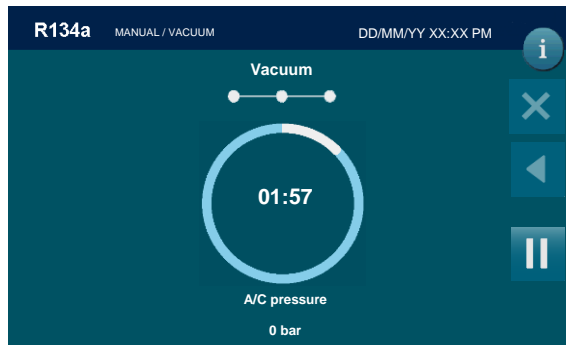 R134a MANUAL / VACUUM DD/MM/YY XX:XX PM
i
Vacuum
01:57
A/C pressure
0 bar